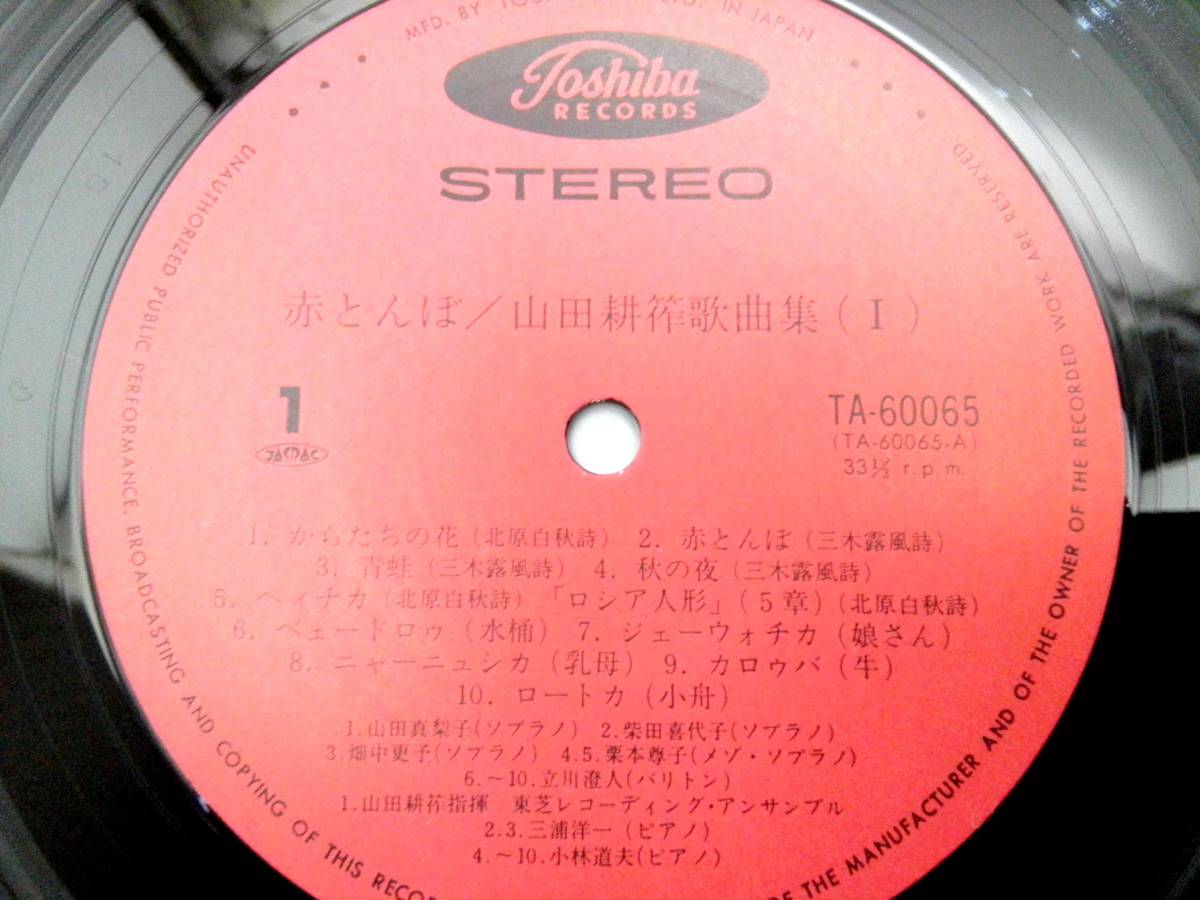 MFD. BY TOSHIBA LTD. IN JAPAN
Toshiba
RECORDS
STEREO
赤とんぼ／山田耕筰歌曲集(Ⅰ)
1
JASRAC
TA-60065
(TA-60065-A)
33⅓ r.p.m.
1. からたちの花(北原白秋詩) 2. 赤とんぼ(三木露風詩)
3. 青蛙(三木露風詩) 4. 秋の夜(三木露風詩)
5. ペィチカ(北原白秋詩)「ロシア人形」(5章)(北原白秋詩)
6. ベェードロゥ(水桶) 7. ジェーウォチカ(娘さん)
8. ニャーニュシカ(乳母) 9. カロゥバ(牛)
10. ロートカ(小舟)
1.山田真梨子(ソプラノ) 2.柴田喜代子(ソプラノ)
3.畑中更子(ソプラノ) 4.5.栗本尊子(メゾ・ソプラノ)
6.～10.立川澄人(バリトン)
1.山田耕筰指揮 東芝レコーディング・アンサンブル
2.3.三浦洋一(ピアノ)
4.～10.小林道夫(ピアノ)
UNAUTHORIZED PUBLIC PERFORMANCE, BROADCASTING AND COPYING OF THIS RECOR
RE THE MANUFACTURER AND OF THE OWNER OF THE RECORDED WORK ARE RESERVED